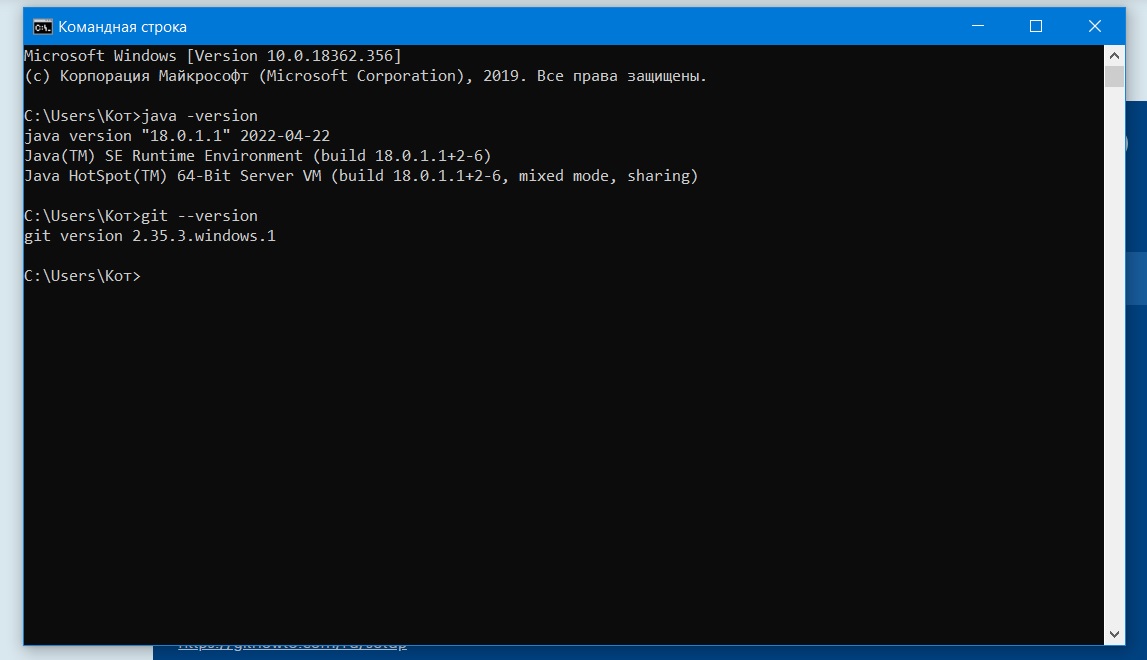 Командная строка
Microsoft Windows [Version 10.0.18362.356]
(c) Корпорация Майкрософт (Microsoft Corporation), 2019. Все права защищены.
C:\Users\Кот>java -version
java version "18.0.1.1" 2022-04-22
Java(TM) SE Runtime Environment (build 18.0.1.1+2-6)
Java HotSpot(TM) 64-Bit Server VM (build 18.0.1.1+2-6, mixed mode, sharing)
C:\Users\Кот>git --version
git version 2.35.3.windows.1
C:\Users\Кот>